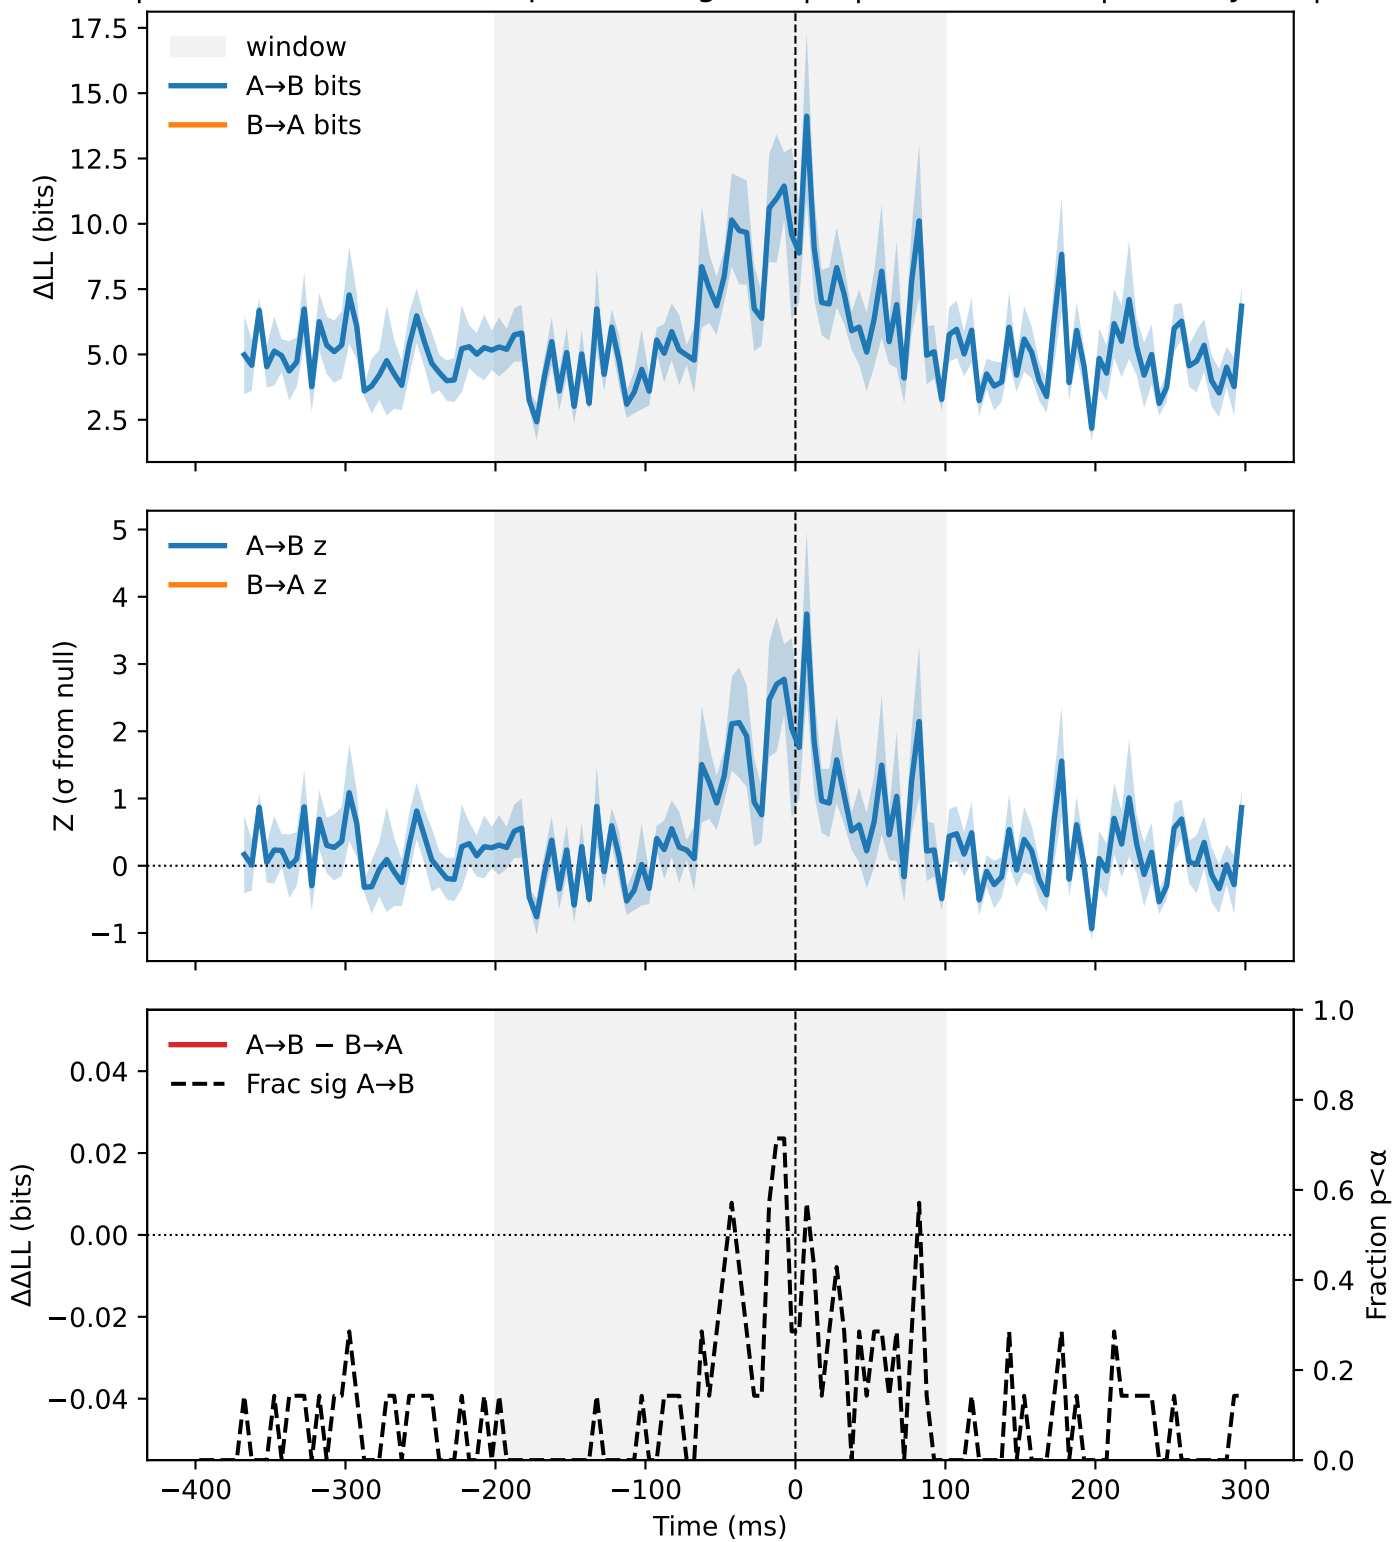 17.5
15.0
12.5
10.0
7.5
5.0
2.5
ΔLL (bits)
window
A→B bits
B→A bits
5
4
3
2
1
0
−1
Z (σ from null)
A→B z
B→A z
0.04
0.02
0.00
−0.02
−0.04
ΔΔLL (bits)
A→B − B→A
Frac sig A→B
1.0
0.8
0.6
0.4
0.2
0.0
Fraction p<α
−400 −300 −200 −100 0 100 200 300
Time (ms)